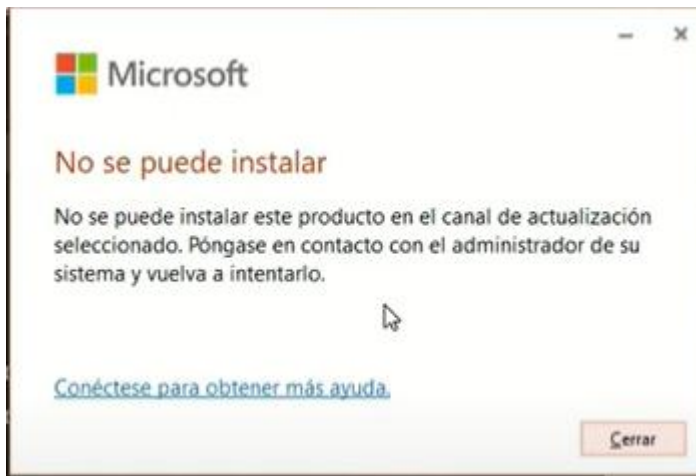 Microsoft
No se puede instalar
No se puede instalar este producto en el canal de actualización
seleccionado. Póngase en contacto con el administrador de su
sistema y vuelva a intentarlo.
Conéctese para obtener más ayuda.
Cerrar